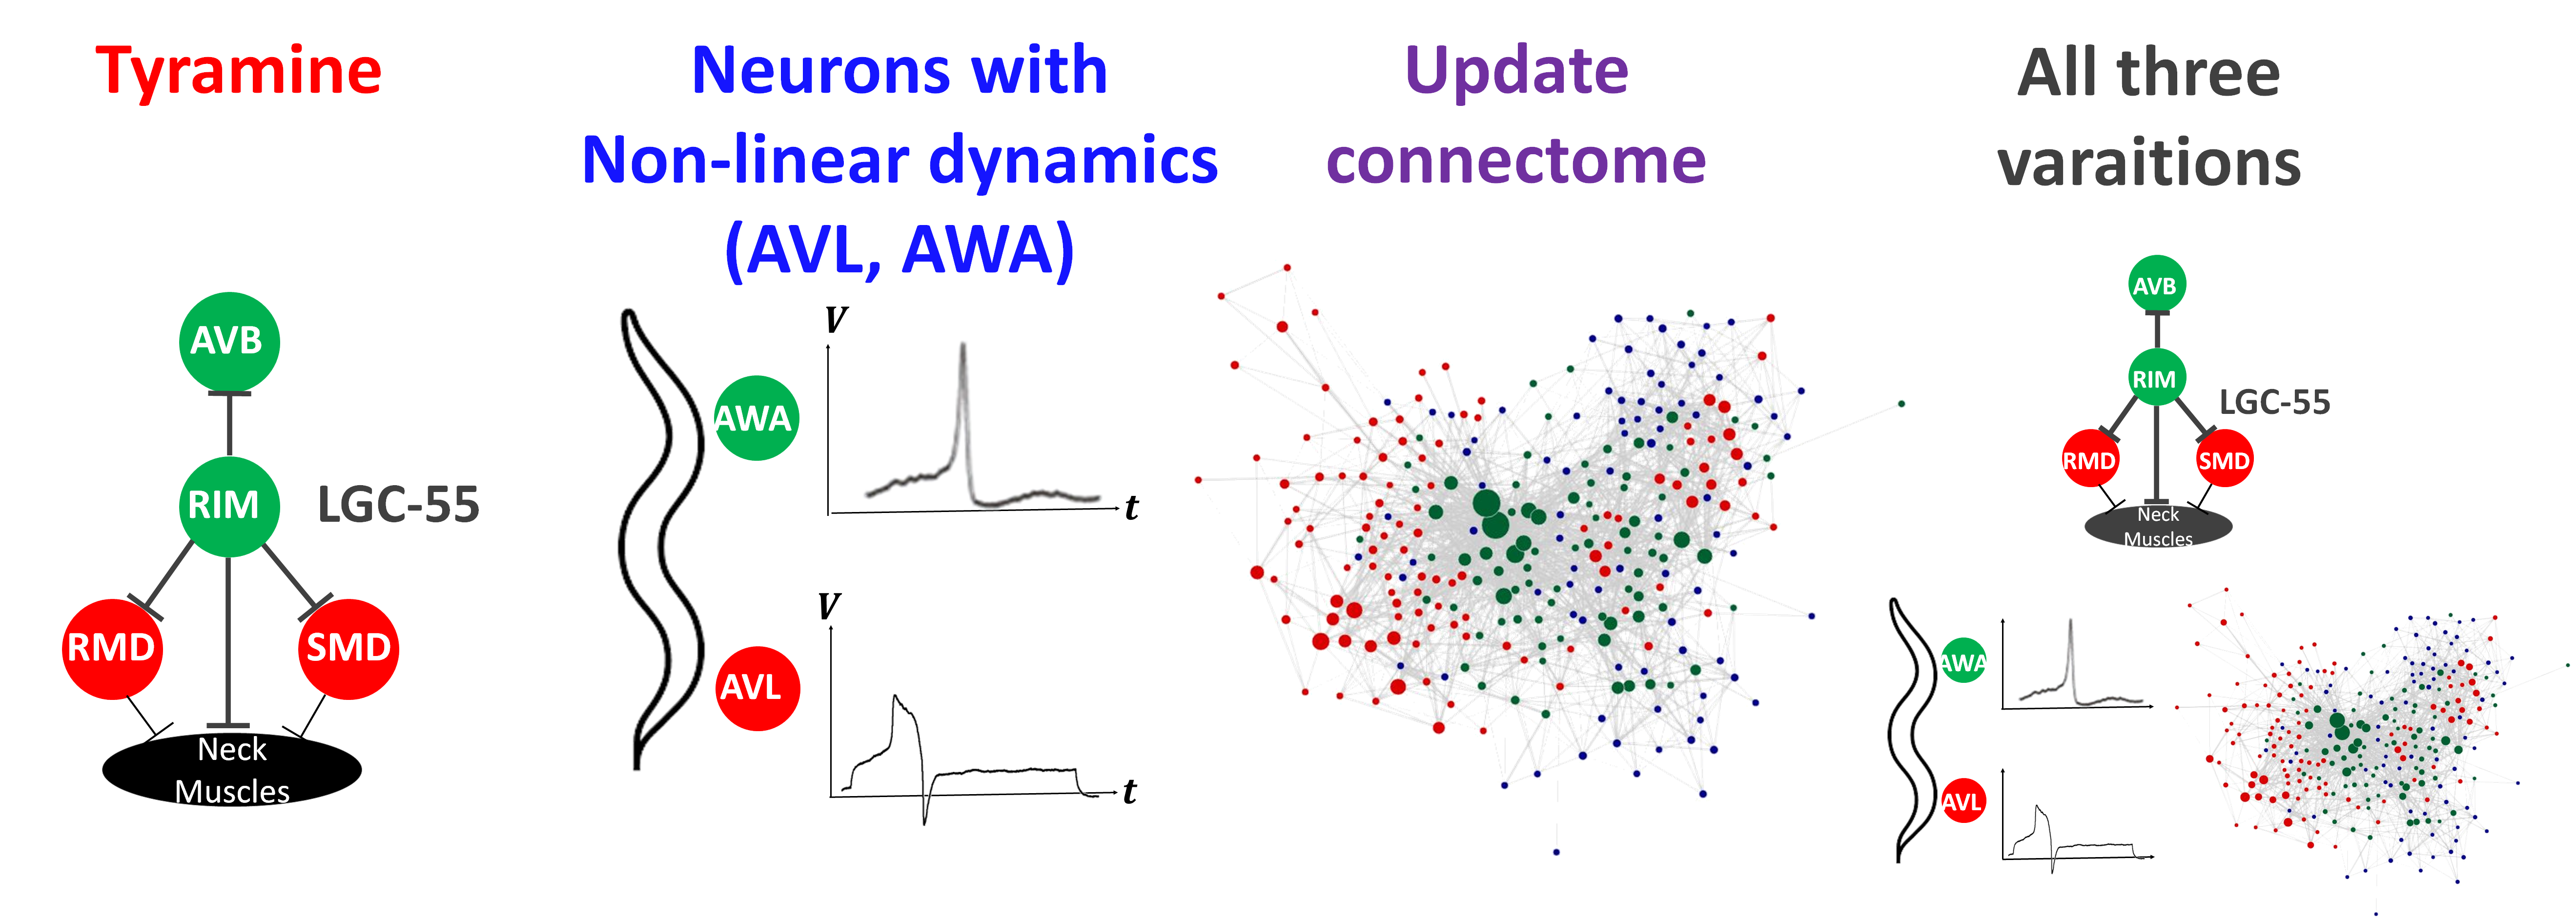 Tyramine
Neurons with
Non-linear dynamics
(AVL, AWA)
Update
connectome
All three
varaitions
AVB
RIM
LGC-55
RMD
SMD
Neck
Muscles
AWA
V
t
AVL
V
t
AVB
RIM
LGC-55
RMD
SMD
Neck
Muscles
AWA
AVL